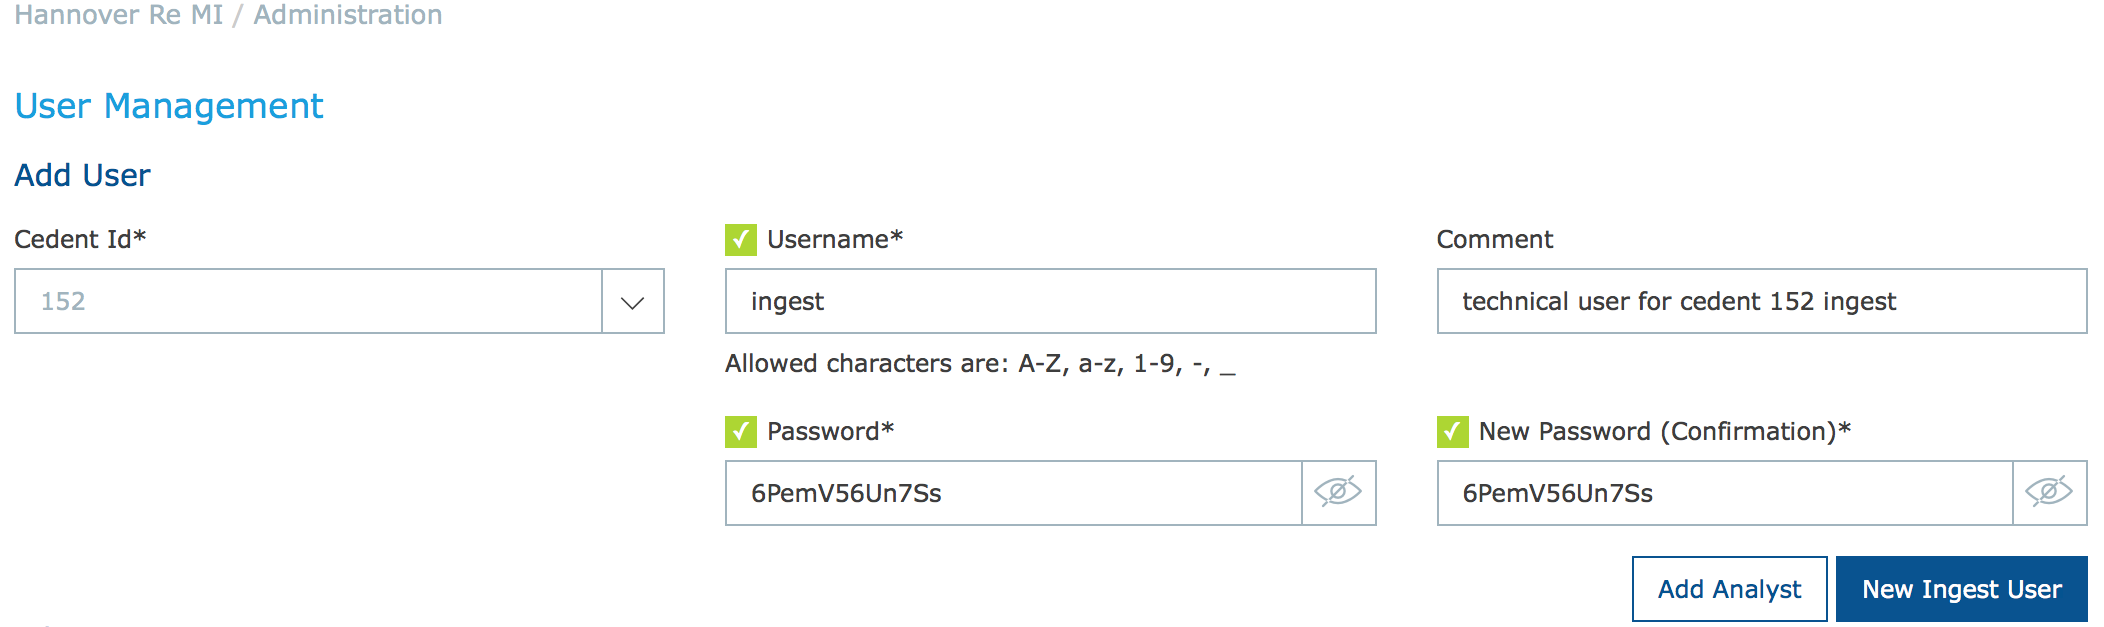 Hannover Re MI / Administration
User Management
Add User
Cedent Id*
Username*
Comment
152
ingest
technical user for cedent 152 ingest
Allowed characters are: A-Z, a-z, 1-9, -, _
Password*
New Password (Confirmation)*
6PemV56Un7Ss
6PemV56Un7Ss
Add Analyst
New Ingest User